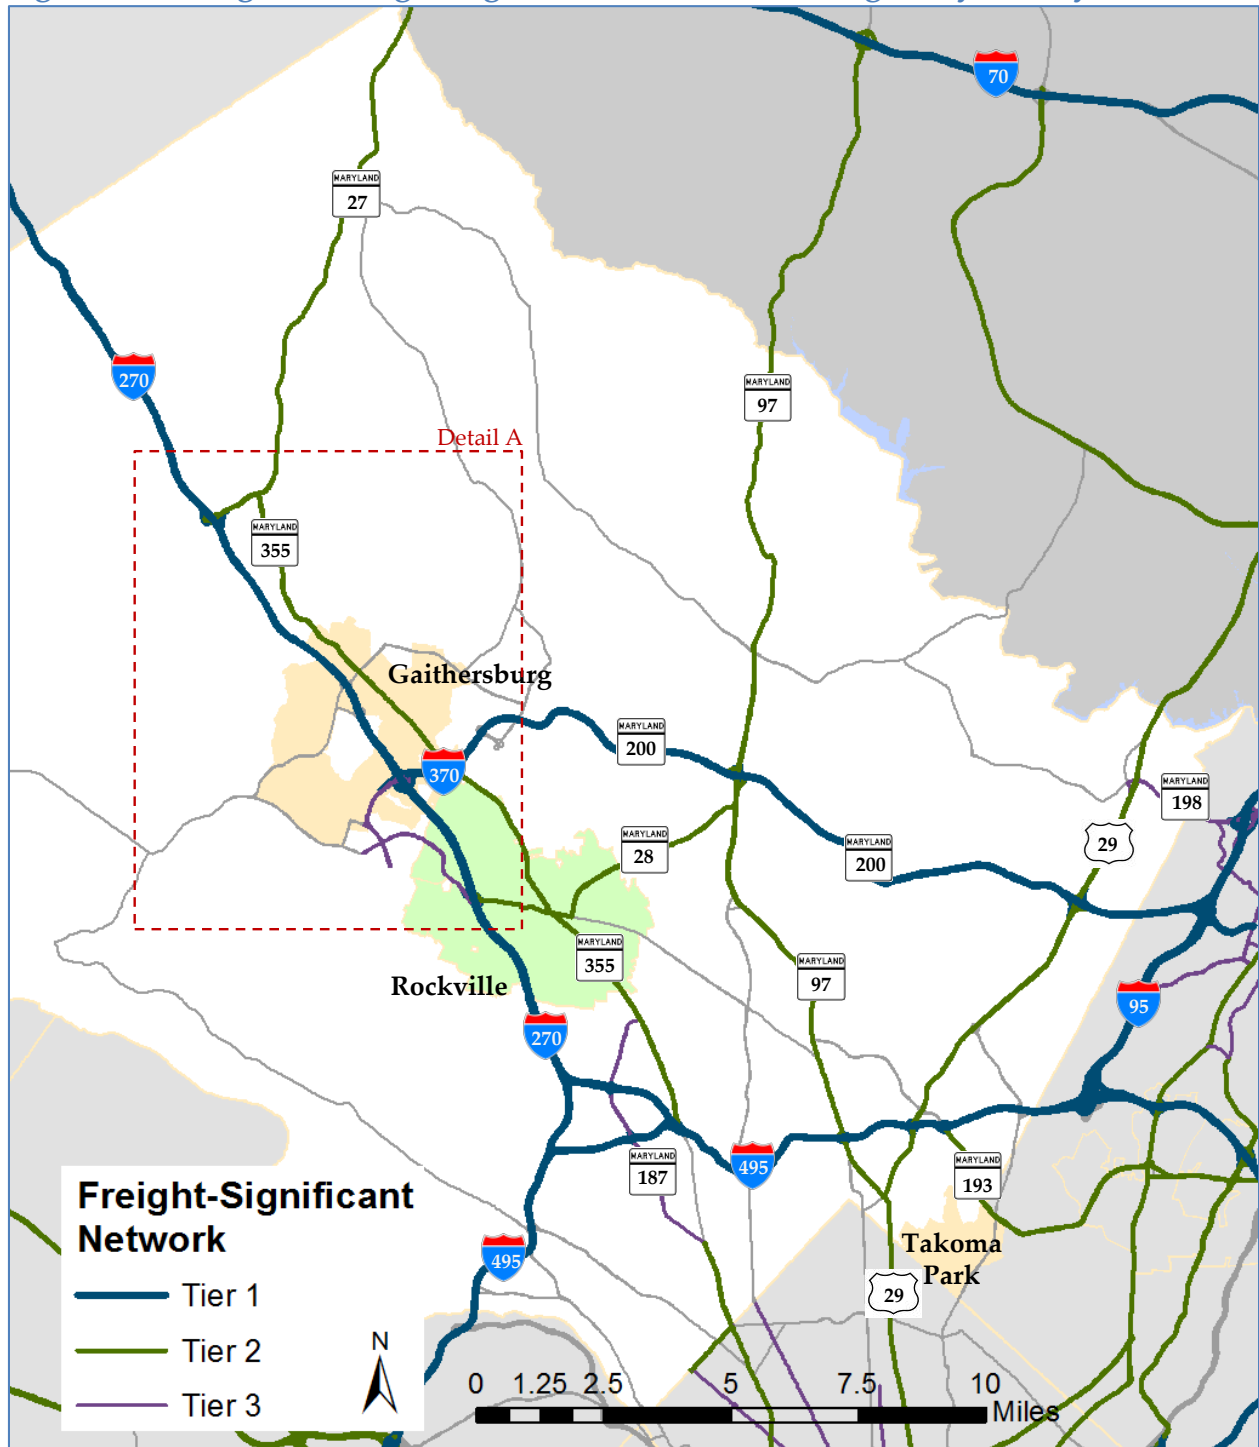 70
MARYLAND
27
270
MARYLAND
97
Detail A
MARYLAND
355
Gaithersburg
MARYLAND
200
370
MARYLAND
198
MARYLAND
28
MARYLAND
200
29
MARYLAND
355
MARYLAND
97
Rockville
95
270
MARYLAND
187
495
MARYLAND
193
Freight-Significant
Network
Takoma
Park
495
Tier 1
29
Tier 2
N
Tier 3
0 1.25 2.5 5 7.5 10
Miles